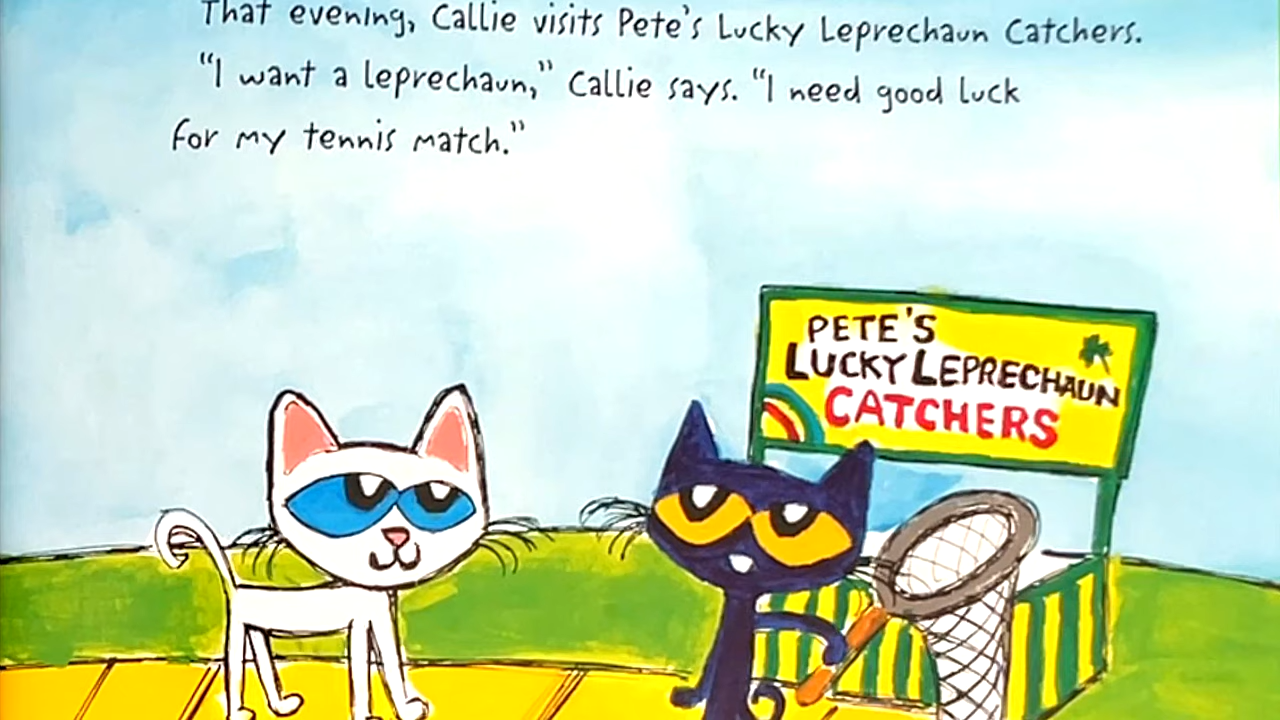 That evening, Callie visits Pete's Lucky Leprechaun Catchers.
"I want a leprechaun," Callie says. "I need good luck
for my tennis match."
PETE'S
LUCKY LEPRECHAUN
CATCHERS